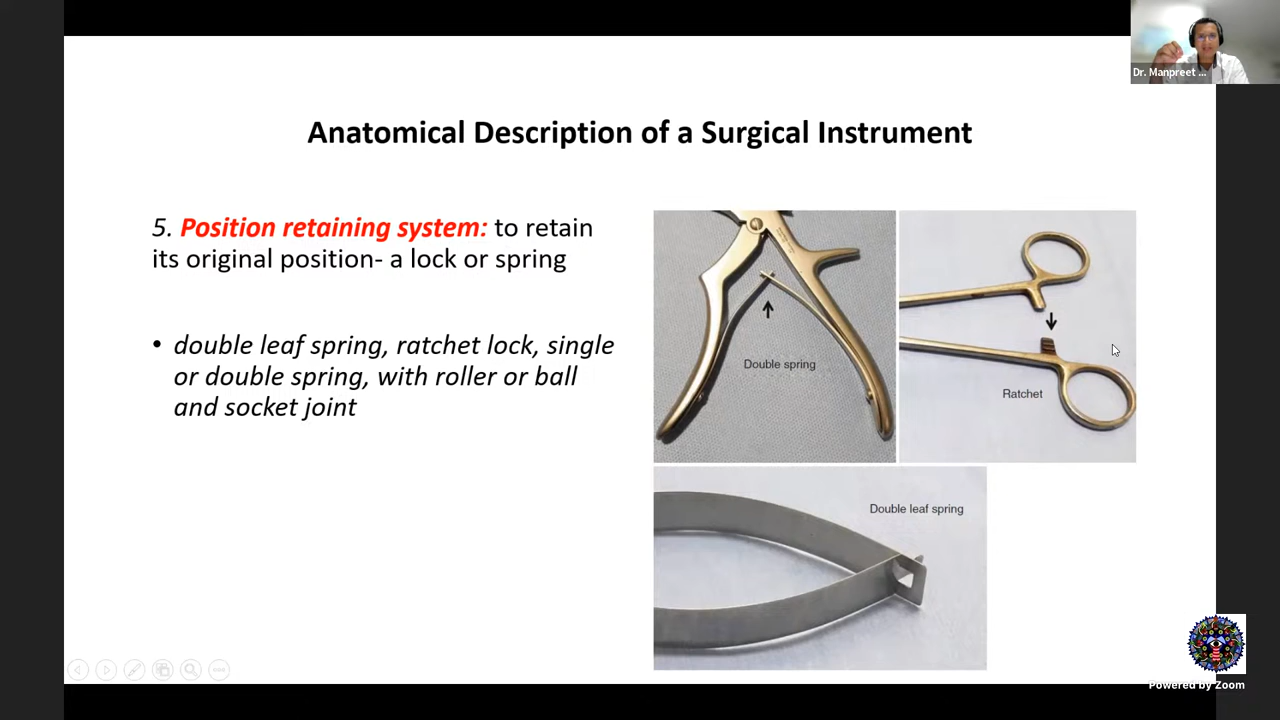 Dr. Manpreet ...
Anatomical Description of a Surgical Instrument
5. Position retaining system: to retain
its original position- a lock or spring
• double leaf spring, ratchet lock, single
or double spring, with roller or ball
and socket joint
Double spring
Ratchet
Double leaf spring
Powered by Zoom